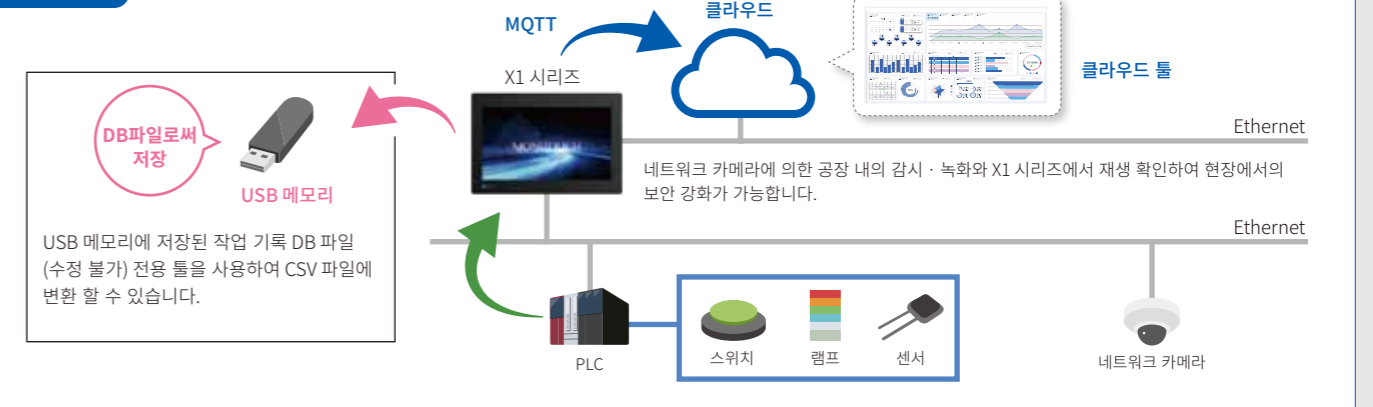 클라우드
MQTT
X1 시리즈
클라우드 툴
DB파일로써
저장
USB 메모리
USB 메모리에 저장된 작업 기록 DB 파일
(수정 불가) 전용 툴을 사용하여 CSV 파일에
변환 할 수 있습니다.
MONITOUCH
Ethernet
네트워크 카메라에 의한 공장 내의 감시 · 녹화와 X1 시리즈에서 재생 확인하여 현장에서의
보안 강화가 가능합니다.
Ethernet
PLC
스위치
램프
센서
네트워크 카메라